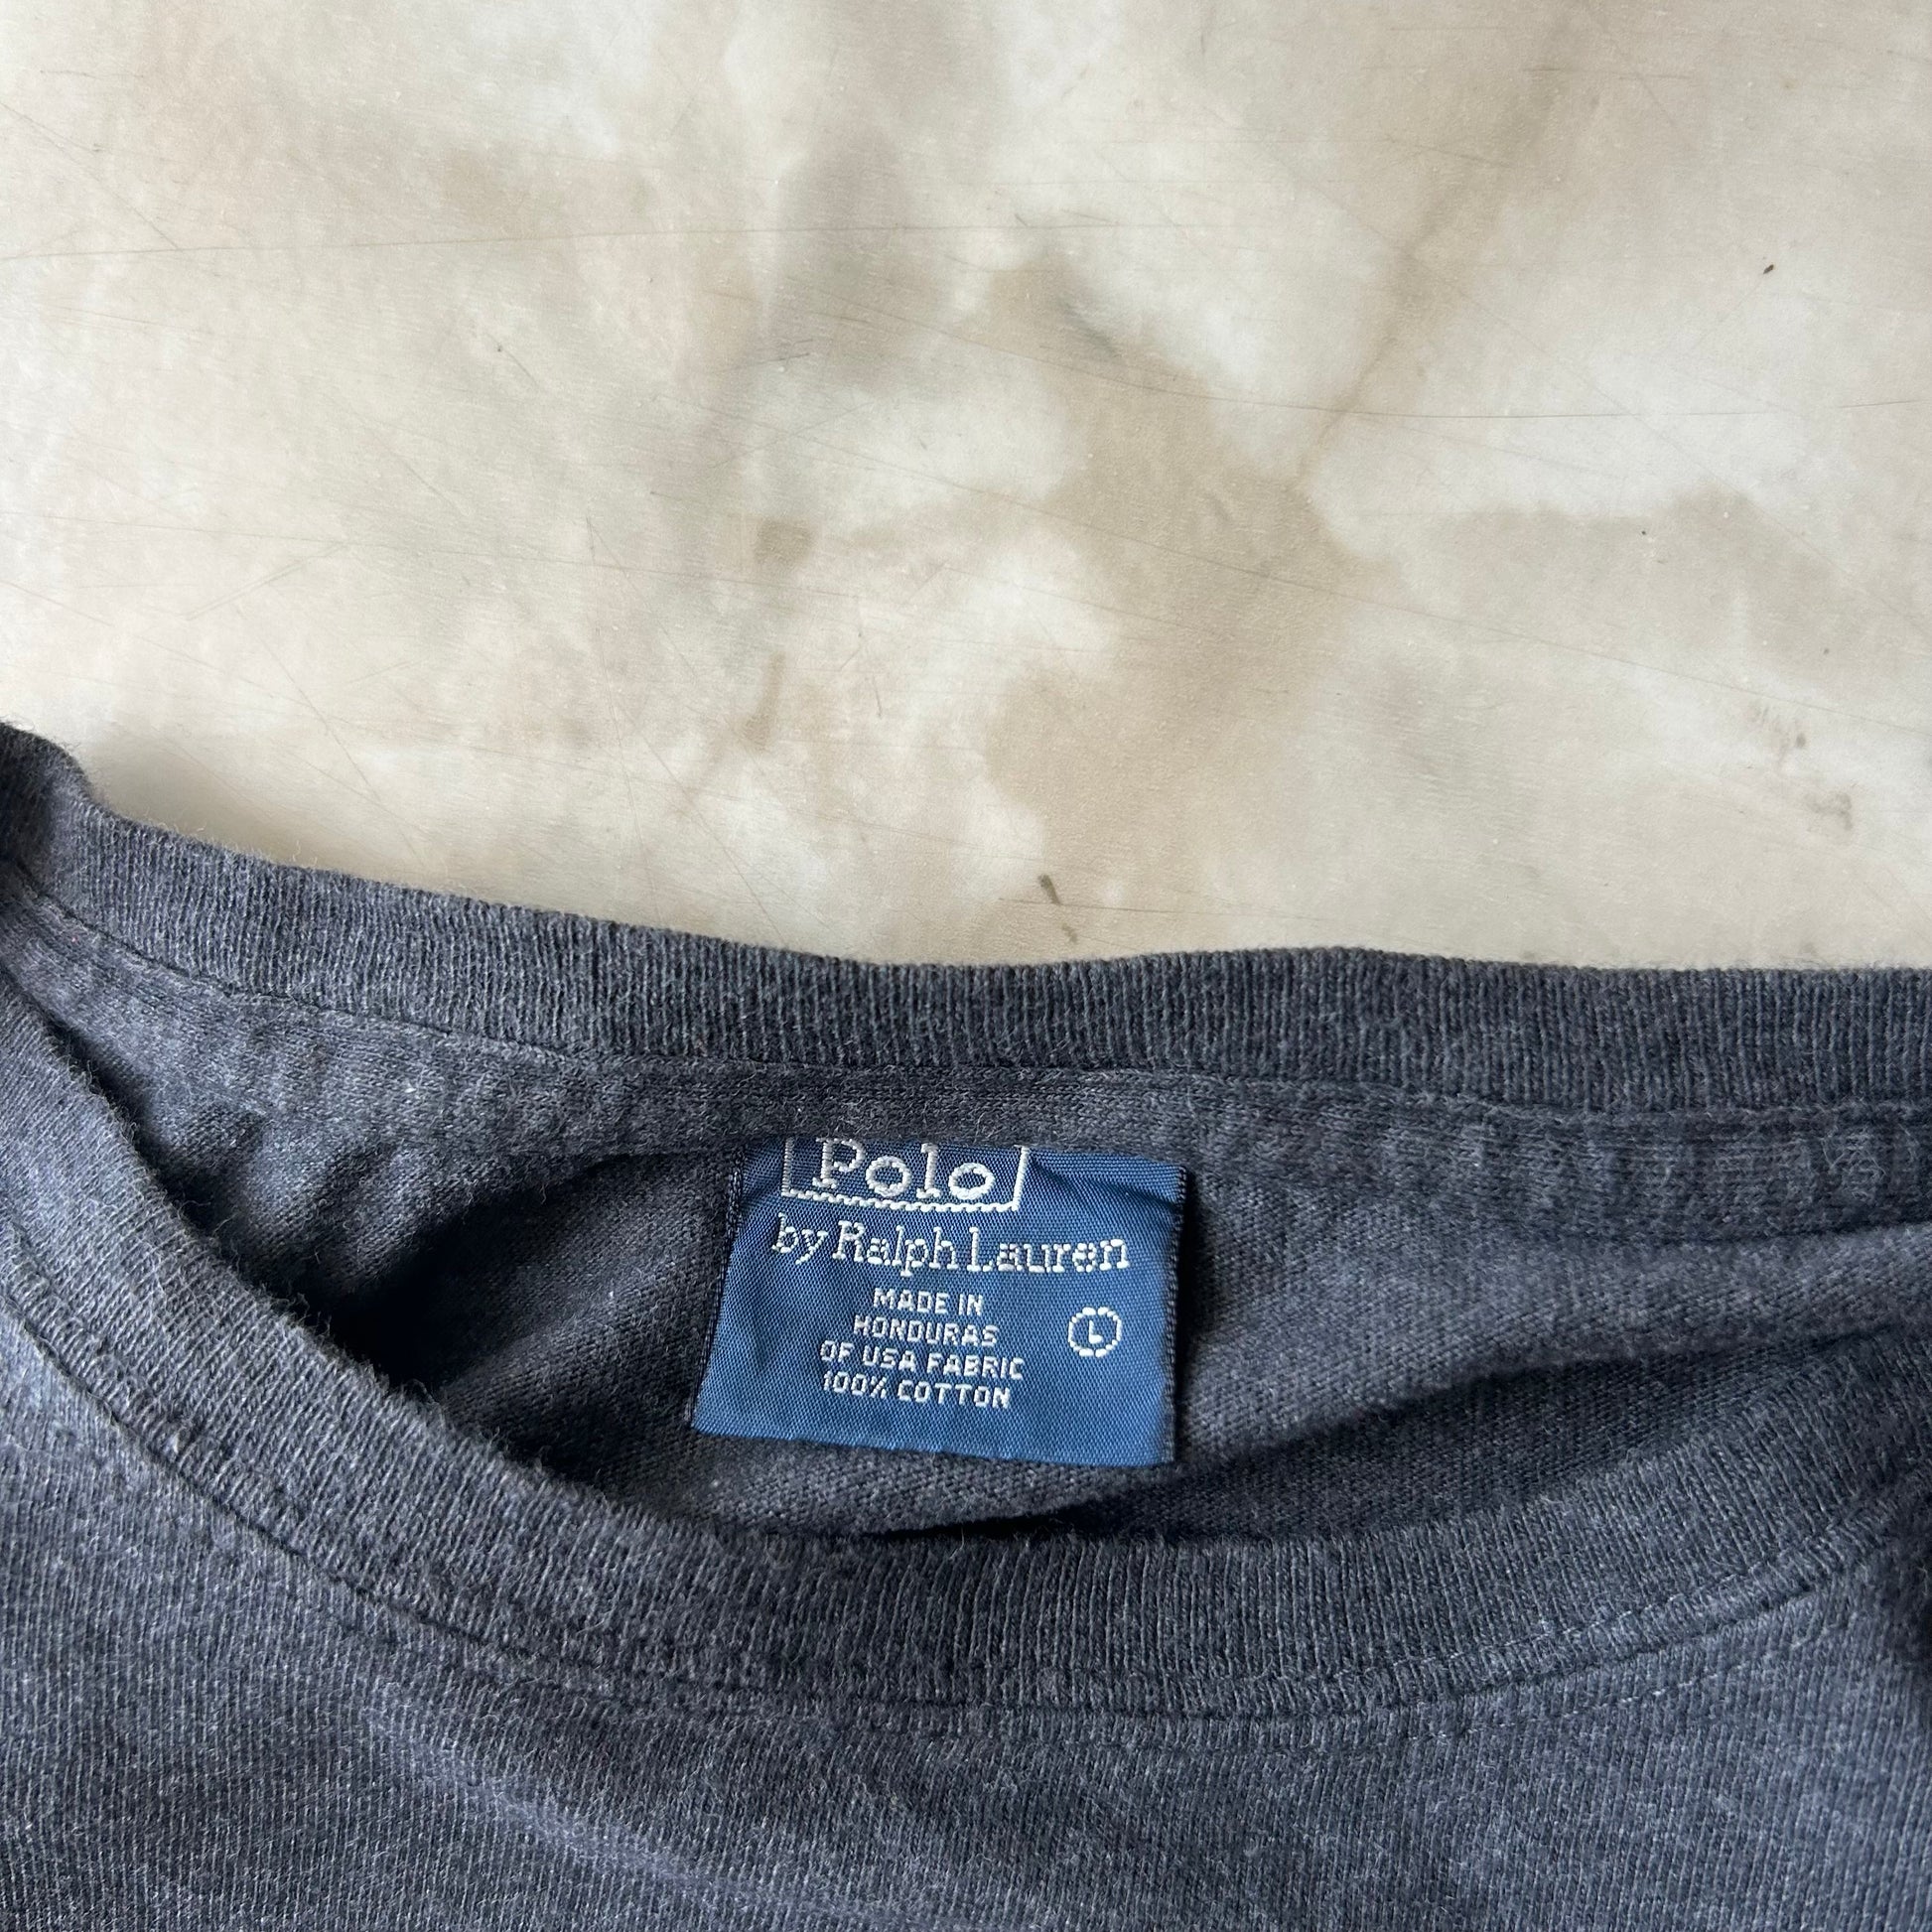 Polo
by Ralph Lauren
MADE IN
HONDURAS
OF USA FABRIC
100% COTTON
L